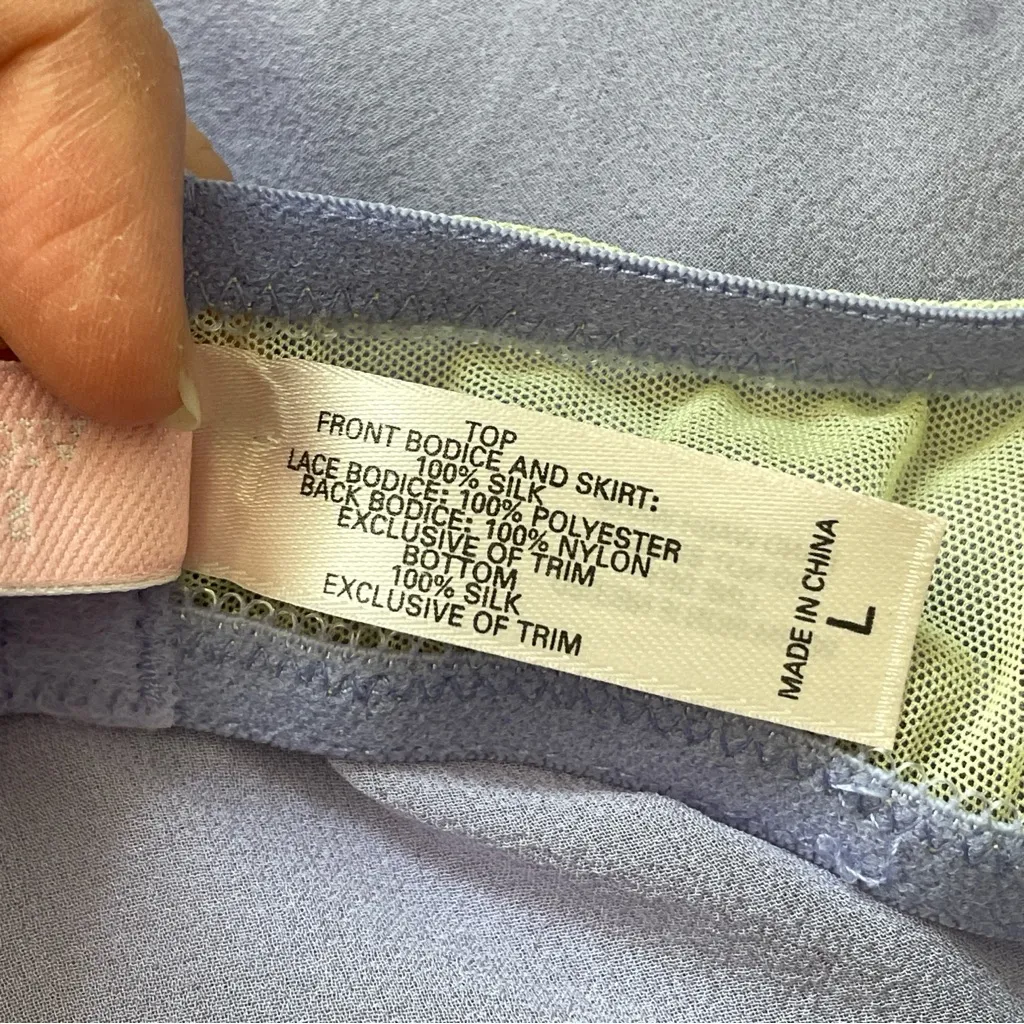 TOP
FRONT BODICE AND SKIRT:
100% SILK
LACE BODICE: 100% POLYESTER
BACK BODICE: 100% NYLON
EXCLUSIVE OF TRIM
BOTTOM
100% SILK
EXCLUSIVE OF TRIM
MADE IN CHINA
L